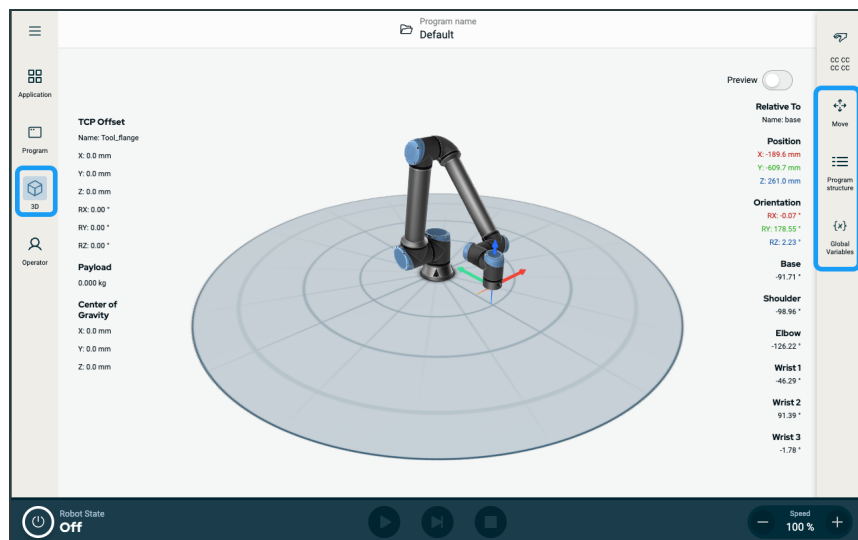 Program name
Default
CC CC
CC CC
Application
Program
3D
Operator
TCP Offset
Name: Tool_flange
X: 0.0 mm
Y: 0.0 mm
Z: 0.0 mm
RX: 0.00 °
RY: 0.00 °
RZ: 0.00 °
Payload
0.000 kg
Center of
Gravity
X: 0.0 mm
Y: 0.0 mm
Z: 0.0 mm
Preview
Relative To
Name: base
Position
X: -189.6 mm
Y: -609.7 mm
Z: 261.0 mm
Orientation
RX: -0.07 °
RY: 178.55 °
RZ: 2.23 °
Base
-91.71 °
Shoulder
-98.96 °
Elbow
-126.22 °
Wrist 1
-46.29 °
Wrist 2
91.39 °
Wrist 3
-1.78 °
Move
Program
structure
{x}
Global
Variables
Robot State
Off
Speed
100 %